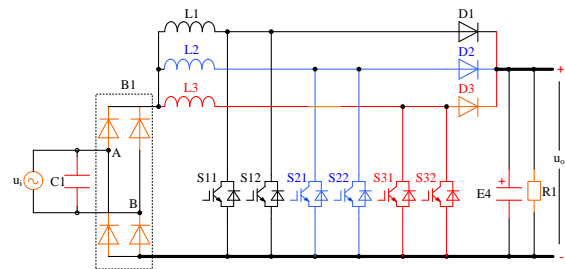 L1
D1
L2
D2
B1
L3
D3
+
A
S11
S12
S21
S22
S31
S32
uo
ui
C1
+
E4
R1
B
-